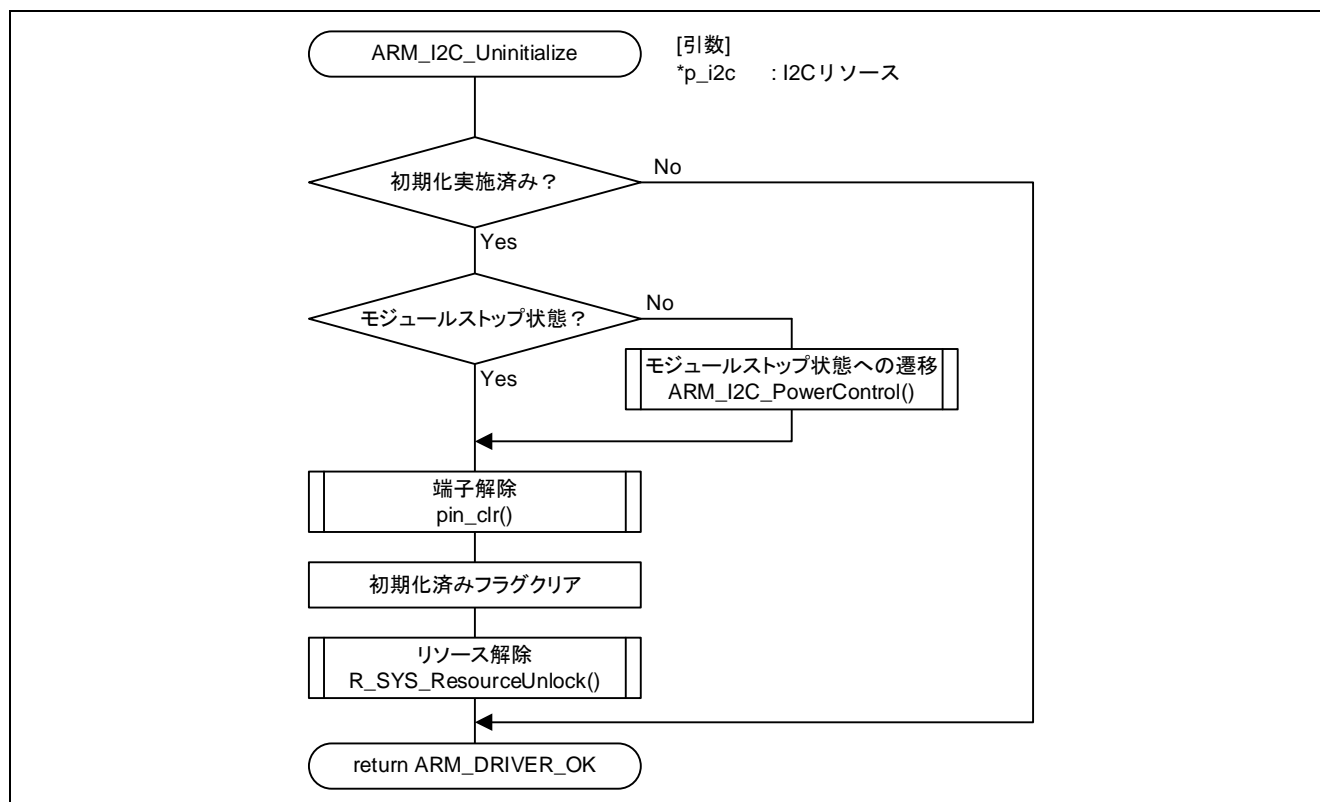 ARM_I2C_Uninitialize
[引数]
*p_i2c : I2Cリソース
初期化実施済み？
No
Yes
モジュールストップ状態？
No
モジュールストップ状態への遷移
ARM_I2C_PowerControl()
Yes
端子解除
pin_clr()
初期化済みフラグクリア
リソース解除
R_SYS_ResourceUnlock()
return ARM_DRIVER_OK